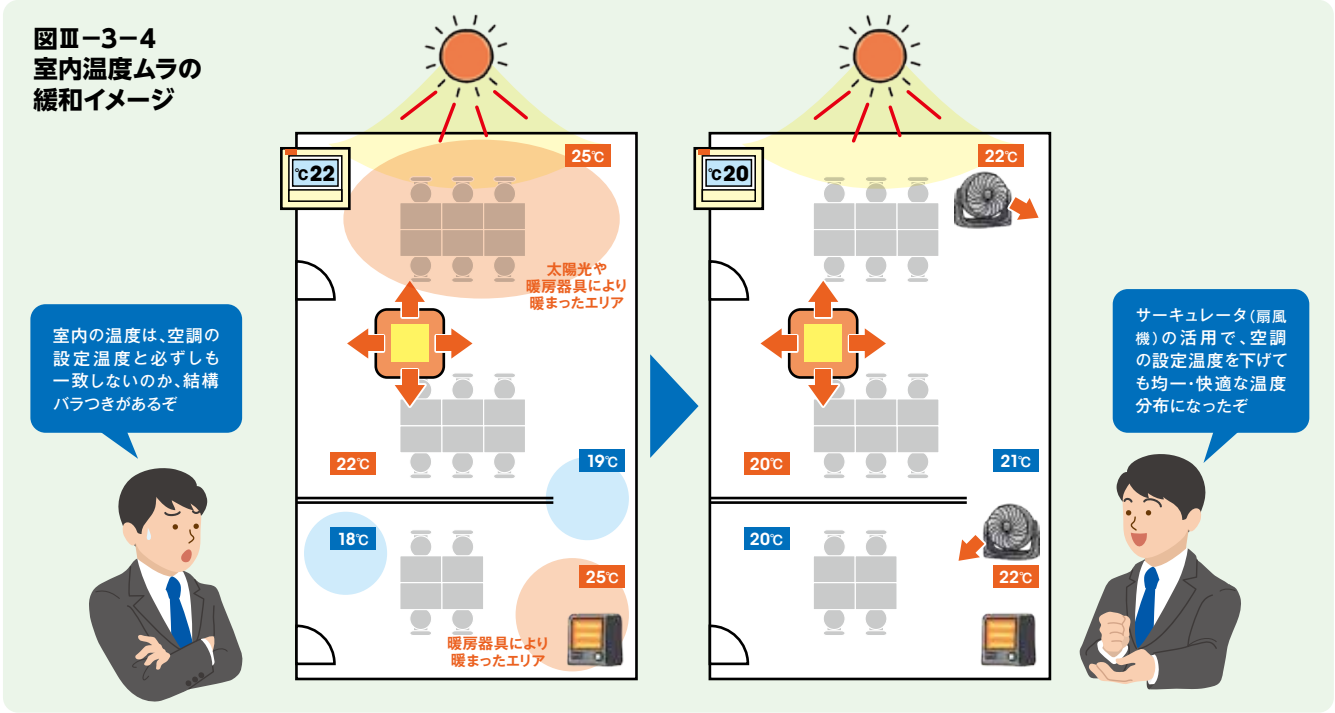 図Ⅲ－3－4
室内温度ムラの
緩和イメージ
℃22
25℃
太陽光や
暖房器具により
暖まったエリア
22℃
19℃
18℃
25℃
暖房器具により
暖まったエリア
室内の温度は、空調の
設定温度と必ずしも
一致しないのか、結構
バラつきがあるぞ
℃20
22℃
20℃
21℃
20℃
22℃
サーキュレータ(扇風
機)の活用で、空調
の設定温度を下げて
も均一・快適な温度
分布になったぞ